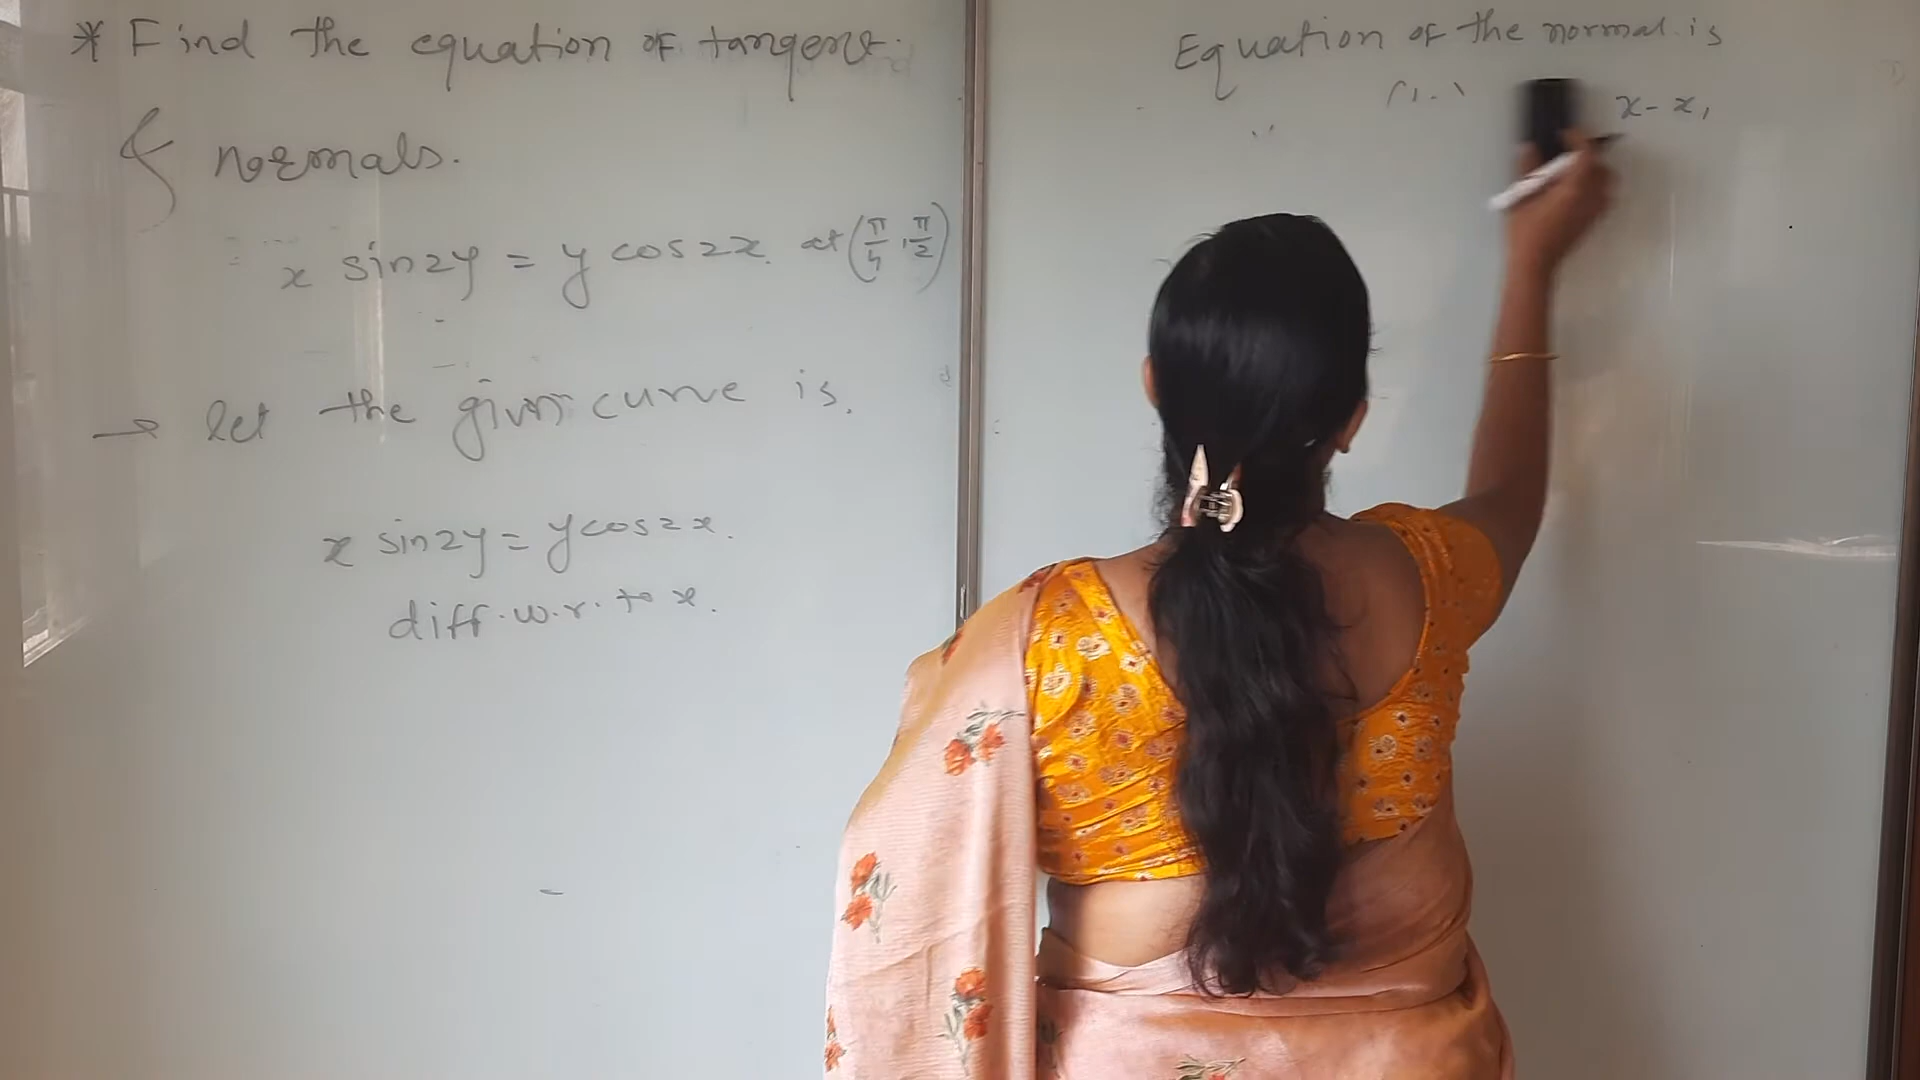 * Find the equation of tangent
& normals.
x sin2y = y cos2x. at (π/4, π/2)
→ let the given curve is.
x sin2y = y cos2x.
diff. w.r. to x.
Equation of the normal is
x - x₁